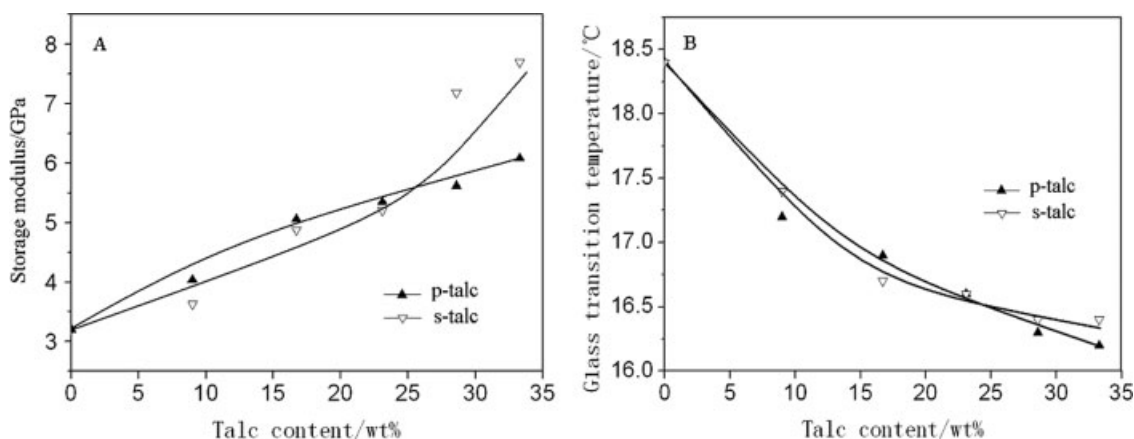 A
Storage modulus/GPa
8
7
6
5
4
3
p-talc
s-talc
0 5 10 15 20 25 30 35
Talc content/wt%
B
Glass transition temperature/℃
18.5
18.0
17.5
17.0
16.5
16.0
p-talc
s-talc
0 5 10 15 20 25 30 35
Talc content/wt%